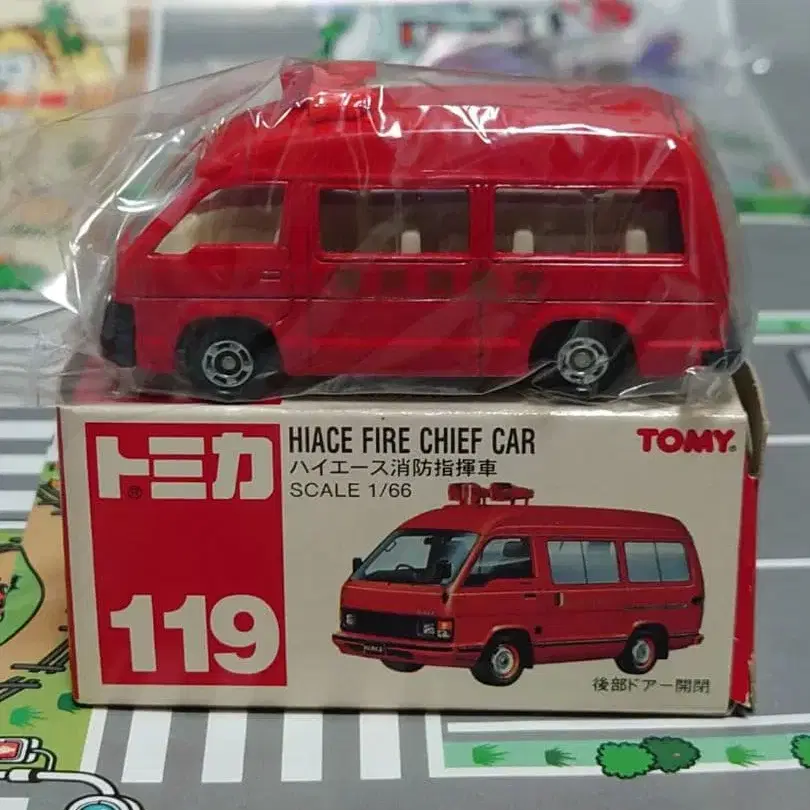 トミカ®
119
HIACE FIRE CHIEF CAR
ハイエース消防指揮車
SCALE 1/66
TOMY®
後部ドアー開閉